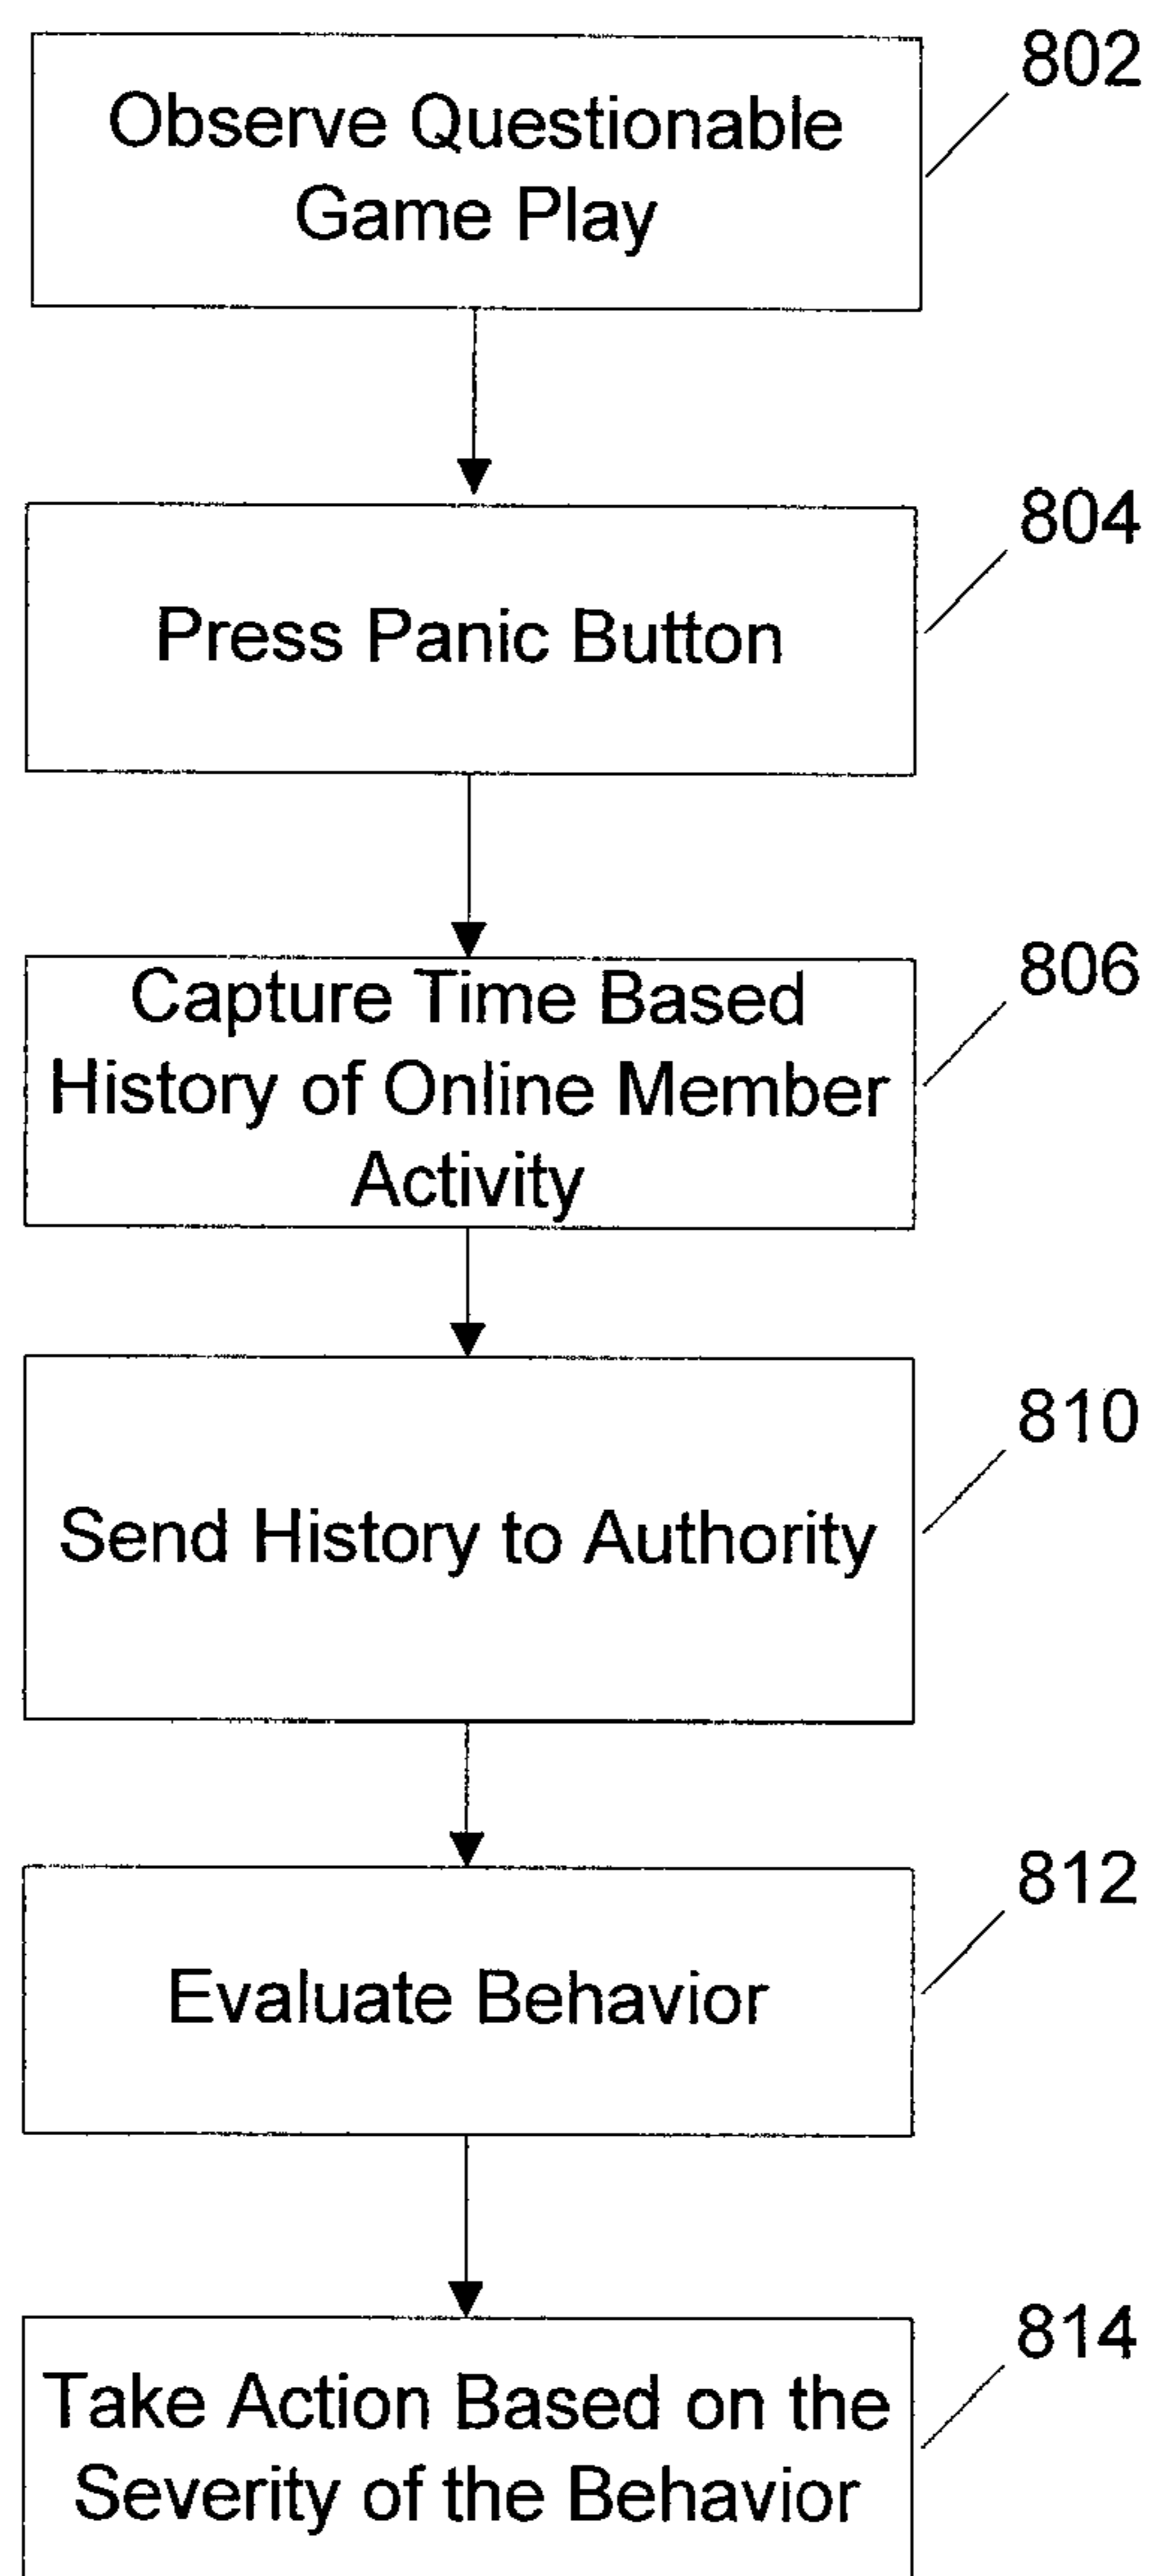 802
Observe Questionable
Game Play
804
Press Panic Button
806
Capture Time Based
History of Online Member
Activity
810
Send History to Authority
812
Evaluate Behavior
814
Take Action Based on the
Severity of the Behavior